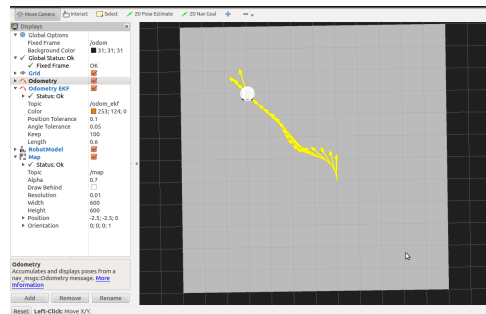 Move Camera Interact Select 2D Pose Estimate 2D Nav Goal
Displays
Global Options
Fixed Frame /odom
Background Color 31; 31; 31
Global Status: Ok
Fixed Frame OK
Grid
Odometry
Odometry EKF
Status: Ok
Topic /odom_ekf
Color 253; 124; 0
Position Tolerance 0.1
Angle Tolerance 0.05
Keep 100
Length 0.6
RobotModel
Map
Status: Ok
Topic /map
Alpha 0.7
Draw Behind
Resolution 0.01
Width 600
Height 600
Position -2.5; -2.5; 0
Orientation 0; 0; 0; 1
Odometry
Accumulates and displays poses from a
nav_msgs::Odometry message. More
Information
Add Remove Rename
Reset Left-Click: Move X/Y.